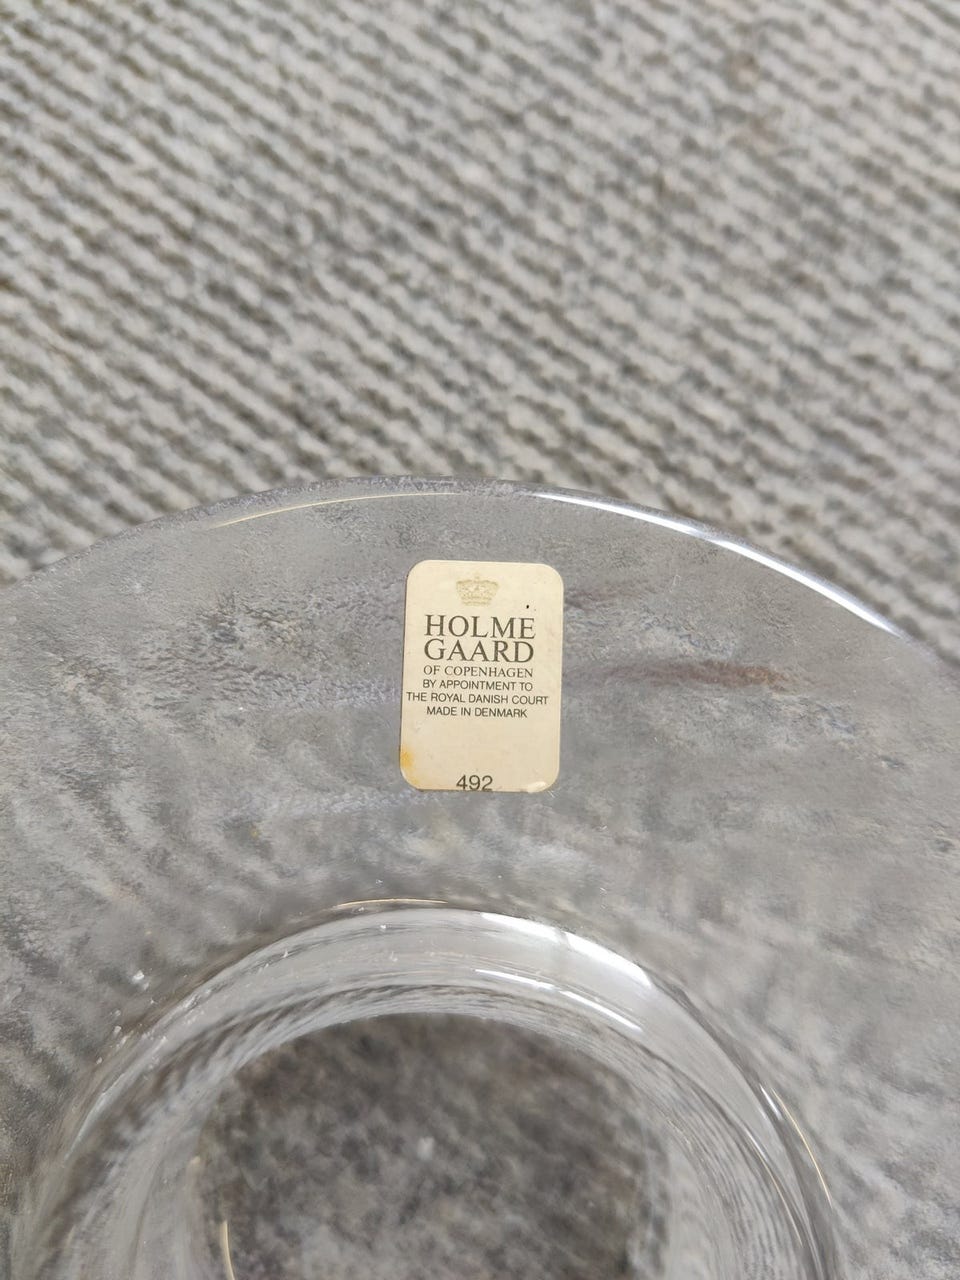 HOLME
GAARD
OF COPENHAGEN
BY APPOINTMENT TO
THE ROYAL DANISH COURT
MADE IN DENMARK
492